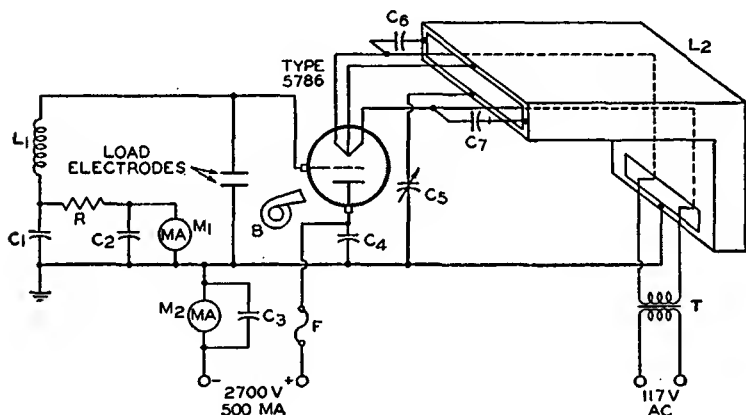 C6
L2
TYPE
5786
C7
L1
LOAD
ELECTRODES
C5
R
C1
C2
M1
MA
B
C4
M2
MA
C3
F
T
- 2700 V +
500 MA
117 V
AC